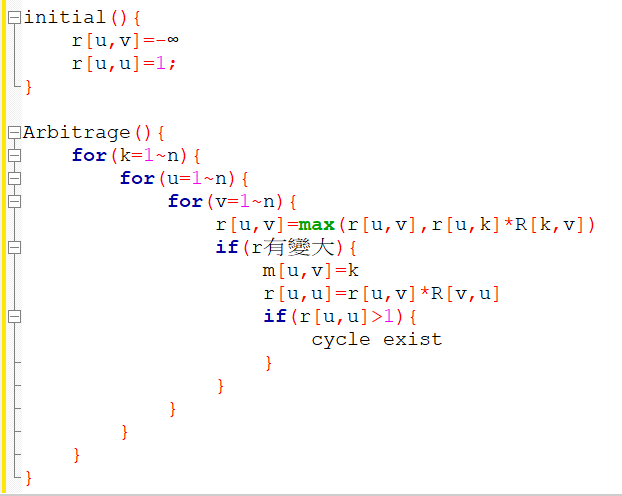 initial(){
    r[u,v]=-∞
    r[u,u]=1;
}

Arbitrage(){
    for(k=1~n){
        for(u=1~n){
            for(v=1~n){
                r[u,v]=max(r[u,v],r[u,k]*R[k,v])
                if(r有變大){
                    m[u,v]=k
                    r[u,u]=r[u,v]*R[v,u]
                    if(r[u,u]>1){
                        cycle exist
                    }
                }
            }
        }
    }
}